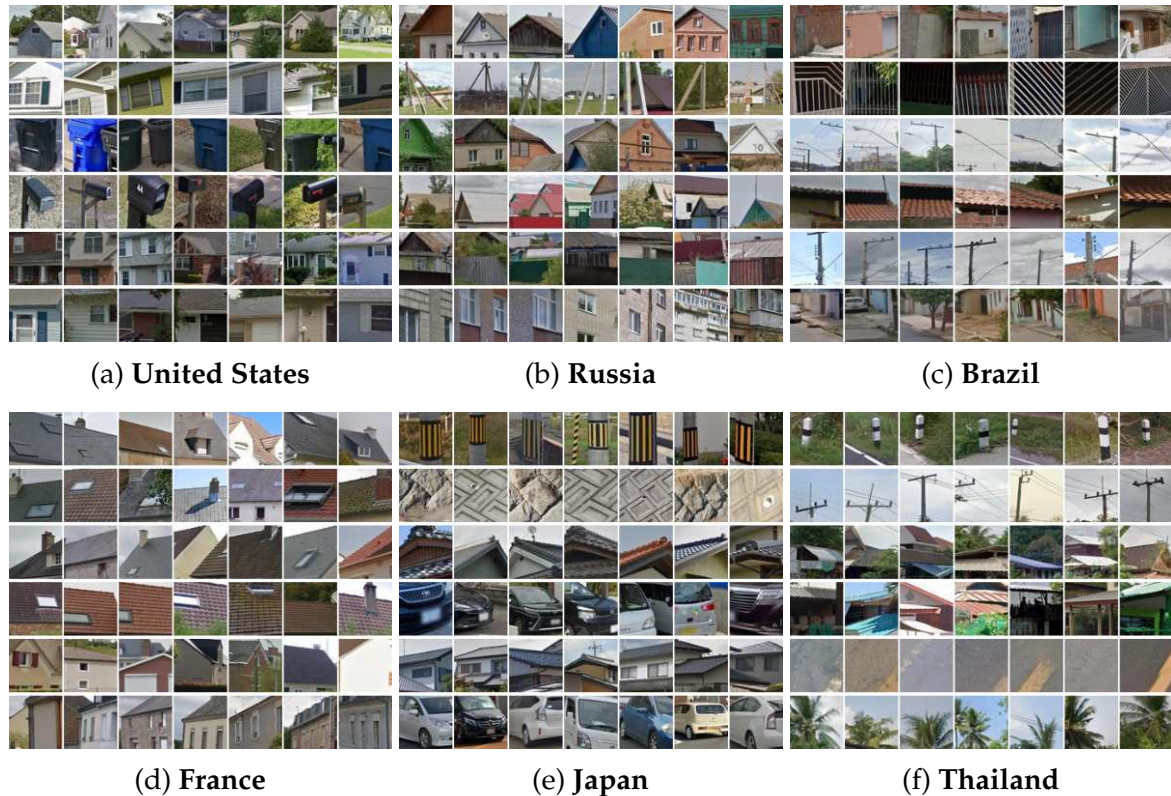 (a) United States
(b) Russia
(c) Brazil
(d) France
(e) Japan
(f) Thailand